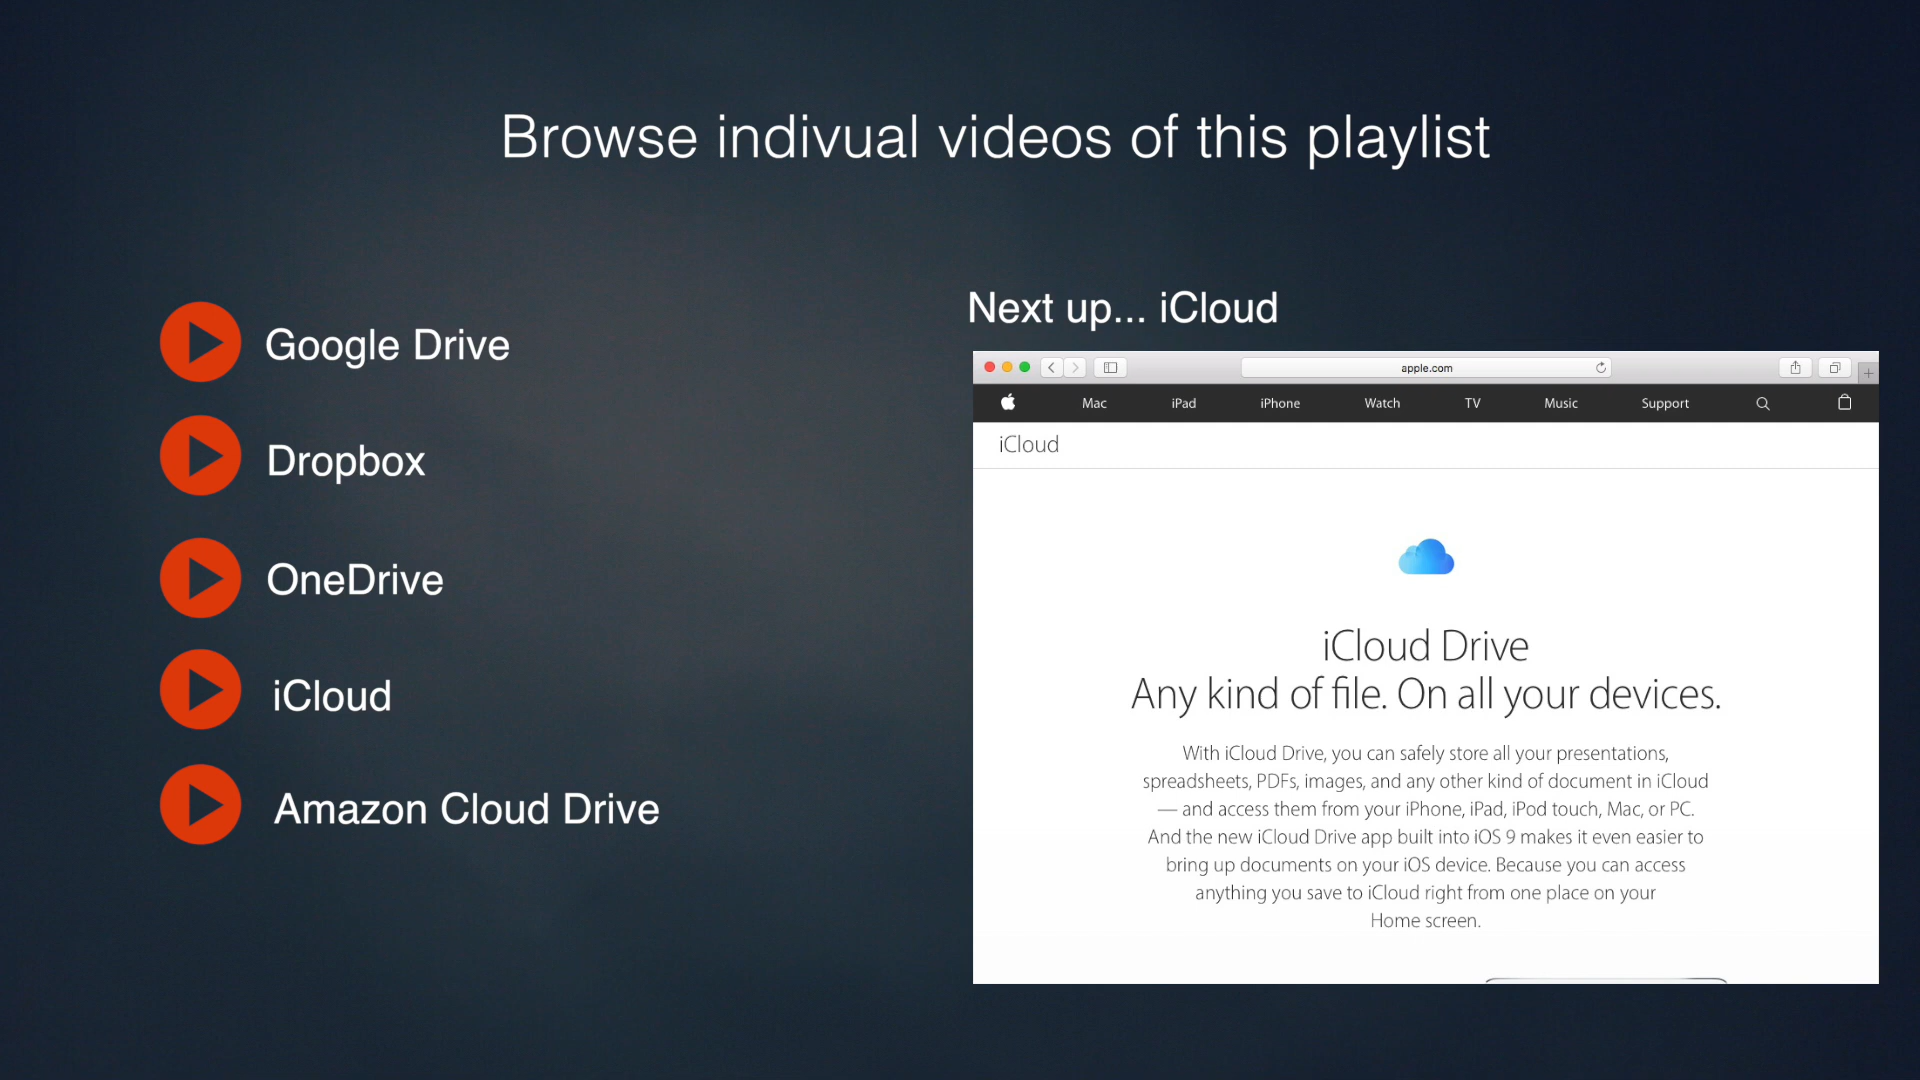 Browse indivual videos of this playlist
Google Drive
Dropbox
OneDrive
iCloud
Amazon Cloud Drive
Next up... iCloud
apple.com
Mac iPad iPhone Watch TV Music Support
iCloud
iCloud Drive
Any kind of file. On all your devices.
With iCloud Drive, you can safely store all your presentations,
spreadsheets, PDFs, images, and any other kind of document in iCloud
— and access them from your iPhone, iPad, iPod touch, Mac, or PC.
And the new iCloud Drive app built into iOS 9 makes it even easier to
bring up documents on your iOS device. Because you can access
anything you save to iCloud right from one place on your
Home screen.